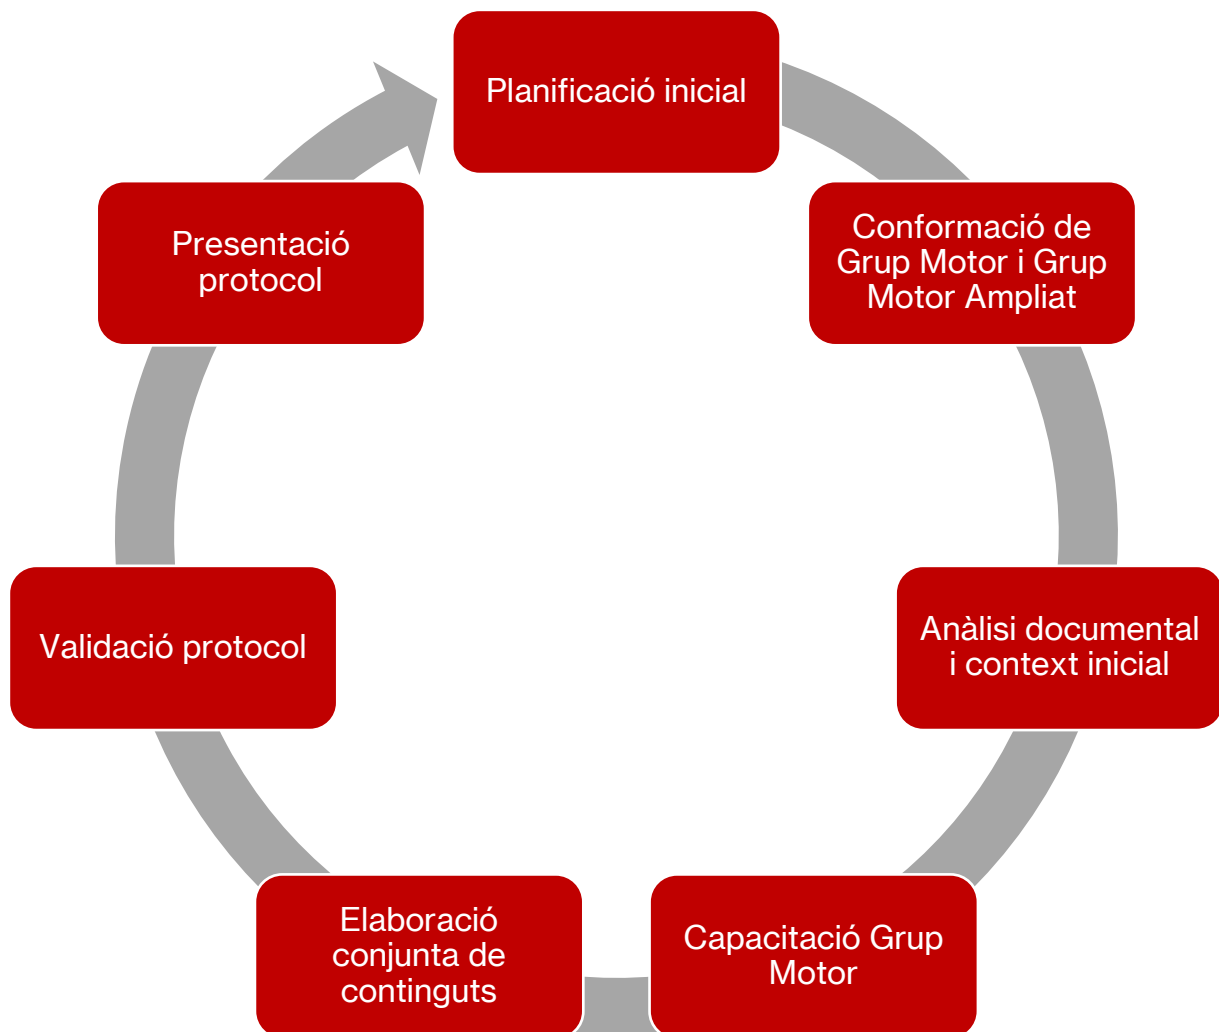 Planificació inicial
Conformació de
Grup Motor i Grup
Motor Ampliat
Anàlisi documental
i context inicial
Capacitació Grup
Motor
Elaboració
conjunta de
continguts
Validació protocol
Presentació
protocol